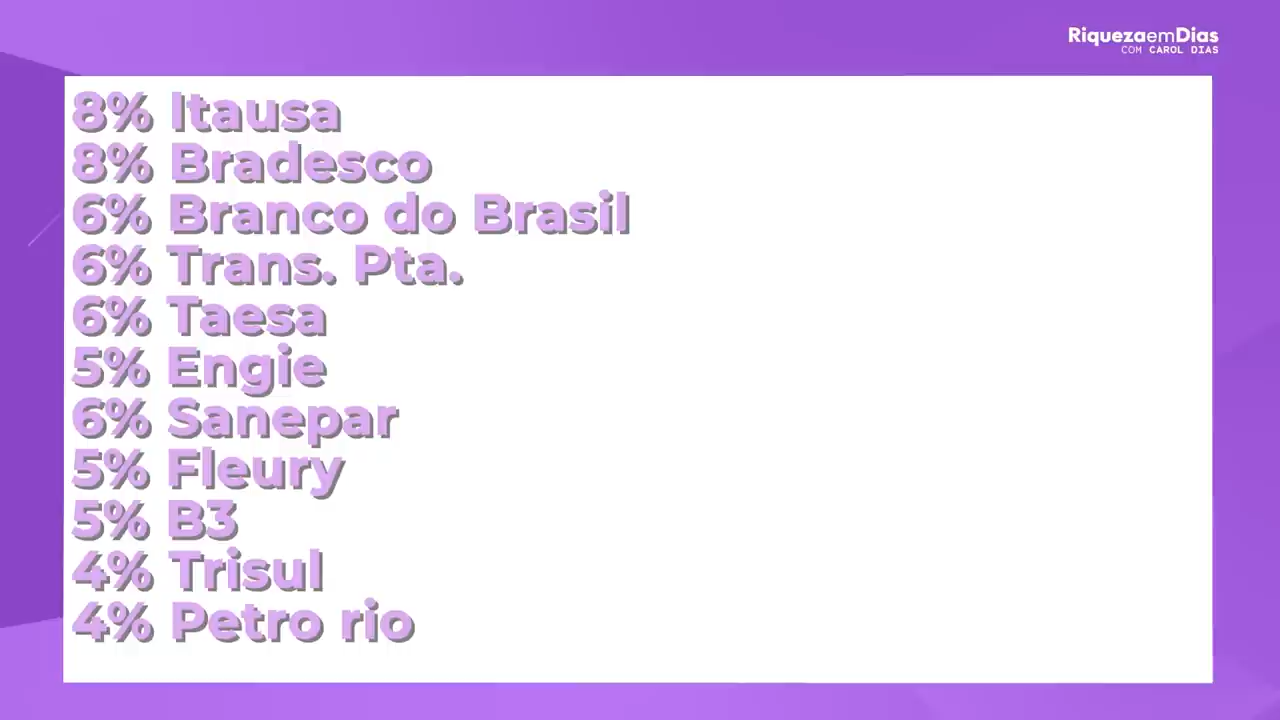 RiquezaemDias
COM CAROL DIAS
8% Itausa
8% Bradesco
6% Branco do Brasil
6% Trans. Pta.
6% Taesa
5% Engie
6% Sanepar
5% Fleury
5% B3
4% Trisul
4% Petro rio